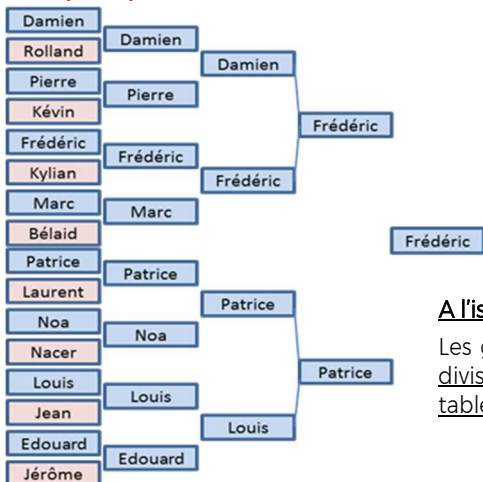 Damien
Rolland
Pierre
Kévin
Frédéric
Kylian
Marc
Bélaid
Patrice
Laurent
Noa
Nacer
Louis
Jean
Edouard
Jérôme
Damien
Pierre
Frédéric
Marc
Patrice
Noa
Louis
Edouard
Damien
Frédéric
Patrice
Louis
Frédéric
Patrice
Frédéric
A l'is
Les
divis
table